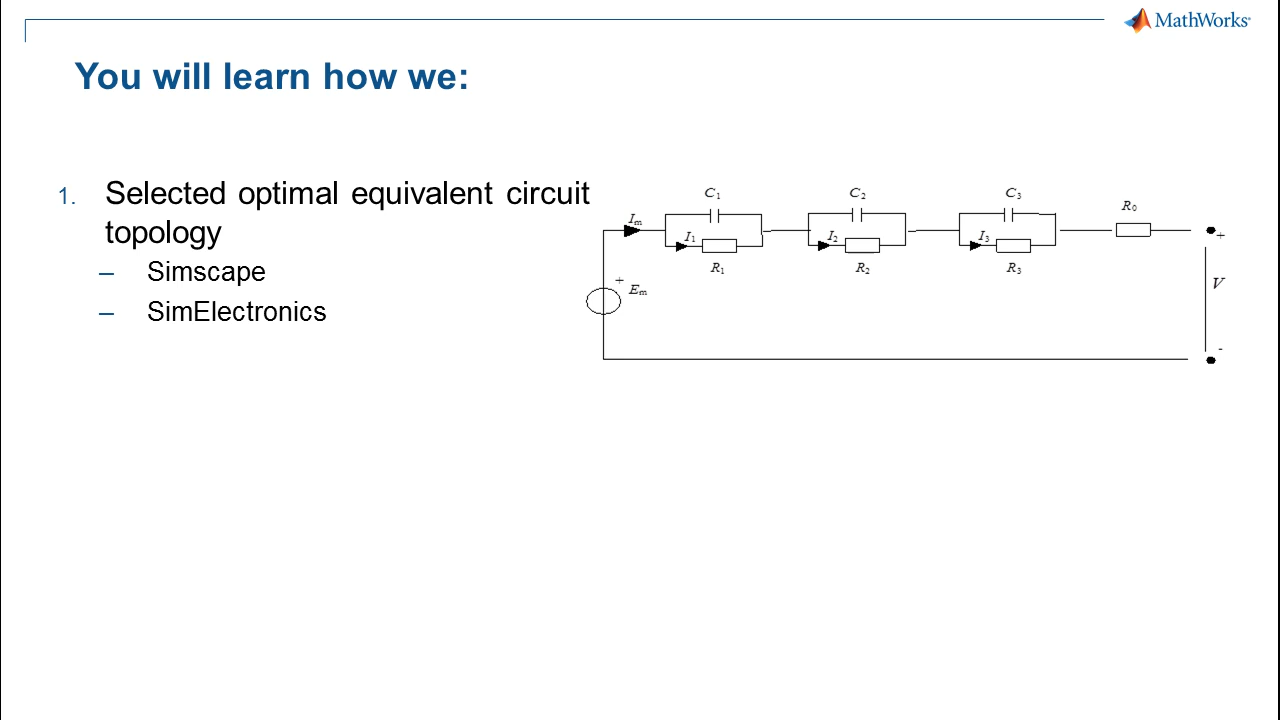 MathWorks®
You will learn how we:
1. Selected optimal equivalent circuit
topology
– Simscape
– SimElectronics
C₁ C₂ C₃ R₀
Iₘ I₁ I₂ I₃ +
R₁ R₂ R₃
+ Eₘ V
-